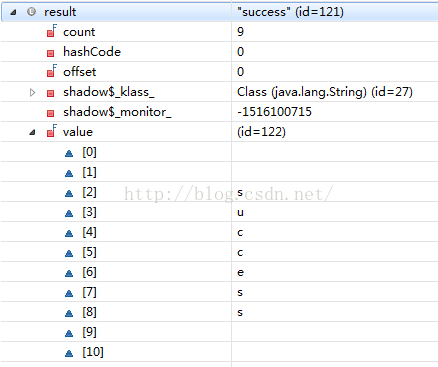 result "success" (id=121)
count 9
hashCode 0
offset 0
shadow$_klass_ Class (java.lang.String) (id=27)
shadow$_monitor_ -1516100715
value (id=122)
[0]
[1]
[2] s
http://blog.csdn.net/
[3] u
[4] c
[5] c
[6] e
[7] s
[8] s
[9]
[10]